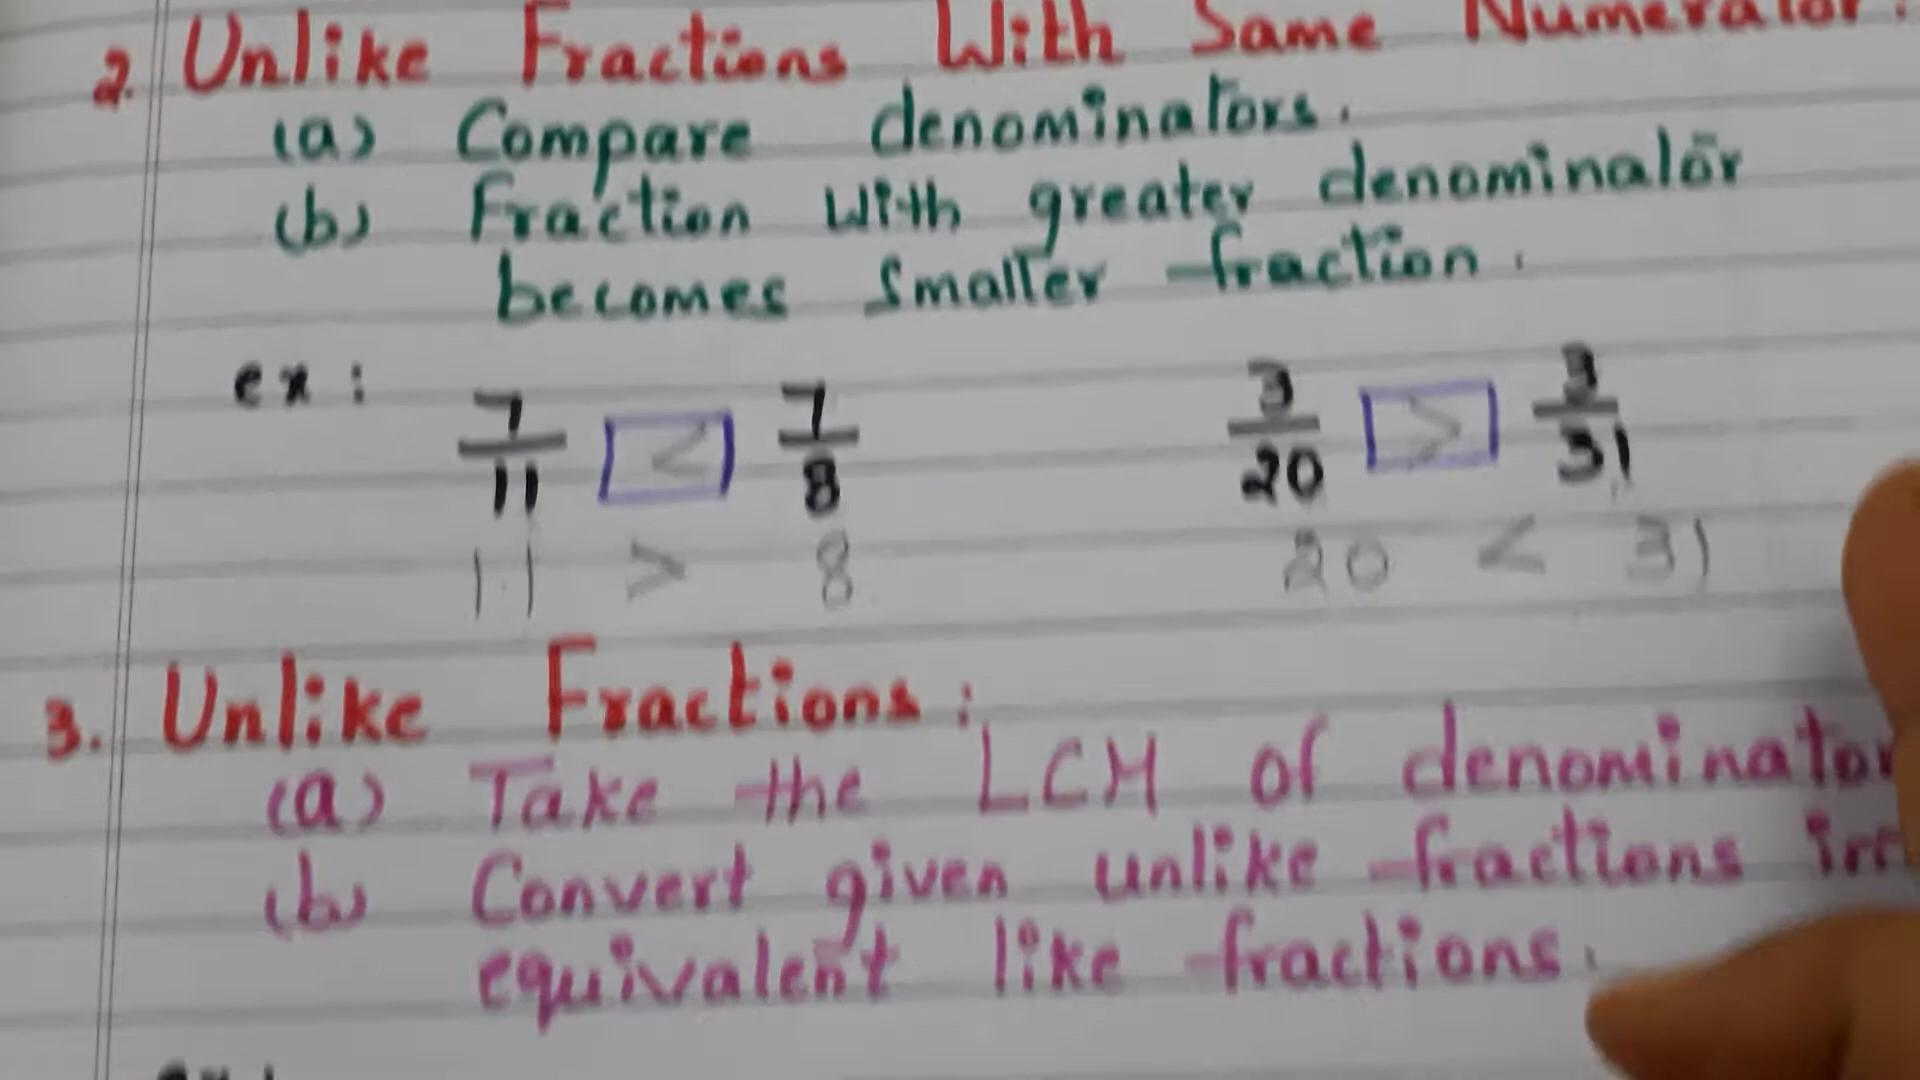 2. Unlike Fractions With Same Numerator:
(a) Compare denominators.
(b) Fraction with greater denominator
becomes smaller fraction.
ex: 7/11 < 7/8 3/20 > 3/31
11 > 8 20 < 31
3. Unlike Fractions:
(a) Take the LCM of denominator
(b) Convert given unlike fractions
equivalent like fractions.